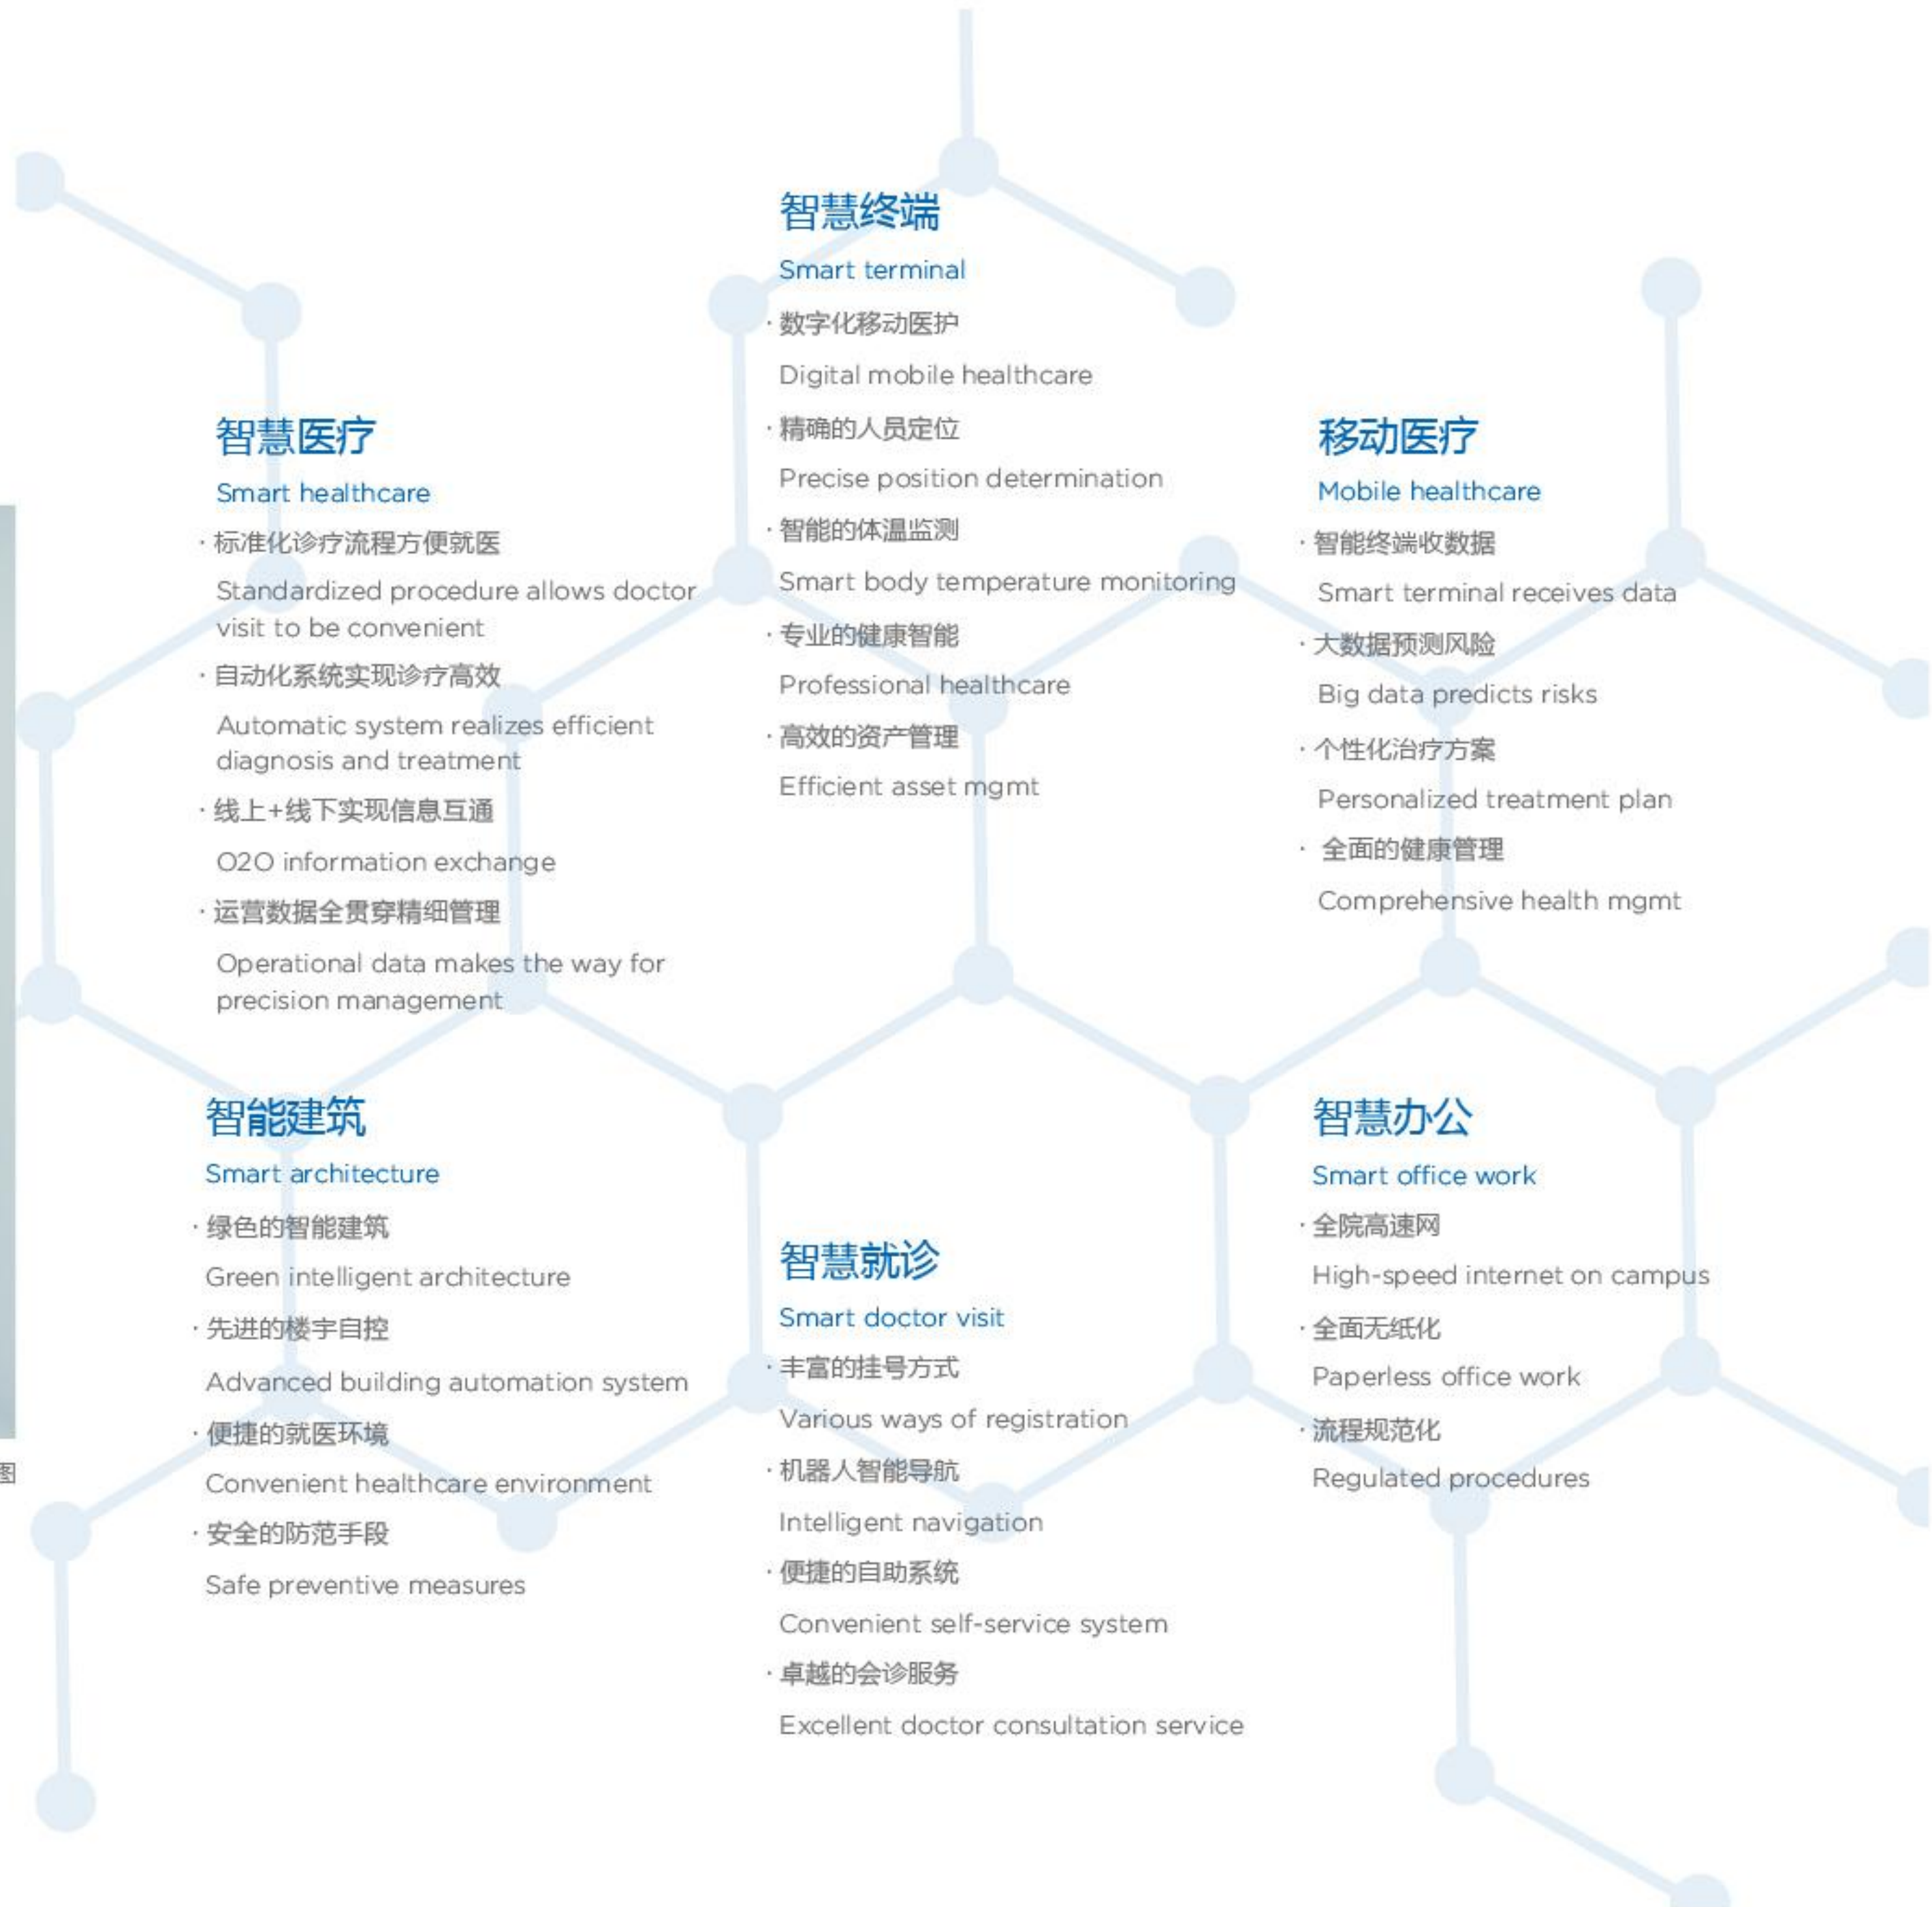 智慧医疗
Smart healthcare
· 标准化诊疗流程方便就医
Standardized procedure allows doctor
visit to be convenient
· 自动化系统实现诊疗高效
Automatic system realizes efficient
diagnosis and treatment
· 线上+线下实现信息互通
O2O information exchange
· 运营数据全贯穿精细管理
Operational data makes the way for
precision management
智慧终端
Smart terminal
· 数字化移动医护
Digital mobile healthcare
· 精确的人员定位
Precise position determination
· 智能的体温监测
Smart body temperature monitoring
· 专业的健康智能
Professional healthcare
· 高效的资产管理
Efficient asset mgmt
移动医疗
Mobile healthcare
· 智能终端收数据
Smart terminal receives data
· 大数据预测风险
Big data predicts risks
· 个性化治疗方案
Personalized treatment plan
· 全面的健康管理
Comprehensive health mgmt
智能建筑
Smart architecture
· 绿色的智能建筑
Green intelligent architecture
· 先进的楼宇自控
Advanced building automation system
· 便捷的就医环境
Convenient healthcare environment
· 安全的防范手段
Safe preventive measures
智慧就诊
Smart doctor visit
· 丰富的挂号方式
Various ways of registration
· 机器人智能导航
Intelligent navigation
· 便捷的自助系统
Convenient self-service system
· 卓越的会诊服务
Excellent doctor consultation service
智慧办公
Smart office work
· 全院高速网
High-speed internet on campus
· 全面无纸化
Paperless office work
· 流程规范化
Regulated procedures
图